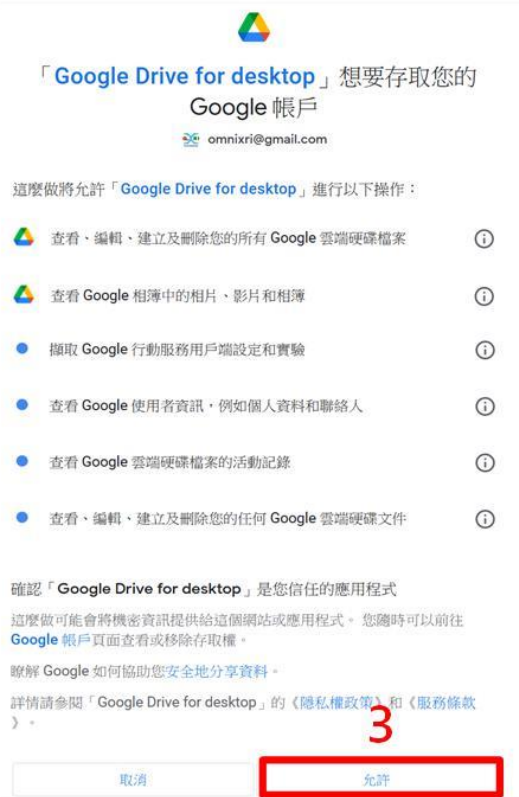 「Google Drive for desktop」想要存取您的
Google 帳戶
omnixri@gmail.com
這麼做將允許「Google Drive for desktop」進行以下操作：
查看、編輯、建立及刪除您的所有 Google 雲端硬碟檔案
查看 Google 相簿中的相片、影片和相簿
擷取 Google 行動服務用戶端設定和實驗
查看 Google 使用者資訊，例如個人資料和聯絡人
查看 Google 雲端硬碟檔案的活動記錄
查看、編輯、建立及刪除您的任何 Google 雲端硬碟文件
確認「Google Drive for desktop」是您信任的應用程式
這麼做可能會將機密資訊提供給這個網站或應用程式。 您隨時可以前往
Google 帳戶頁面查看或移除存取權。
瞭解 Google 如何協助您安全地分享資料。
詳情請參閱「Google Drive for desktop」的《隱私權政策》和《服務條款
》。
3
取消
允許